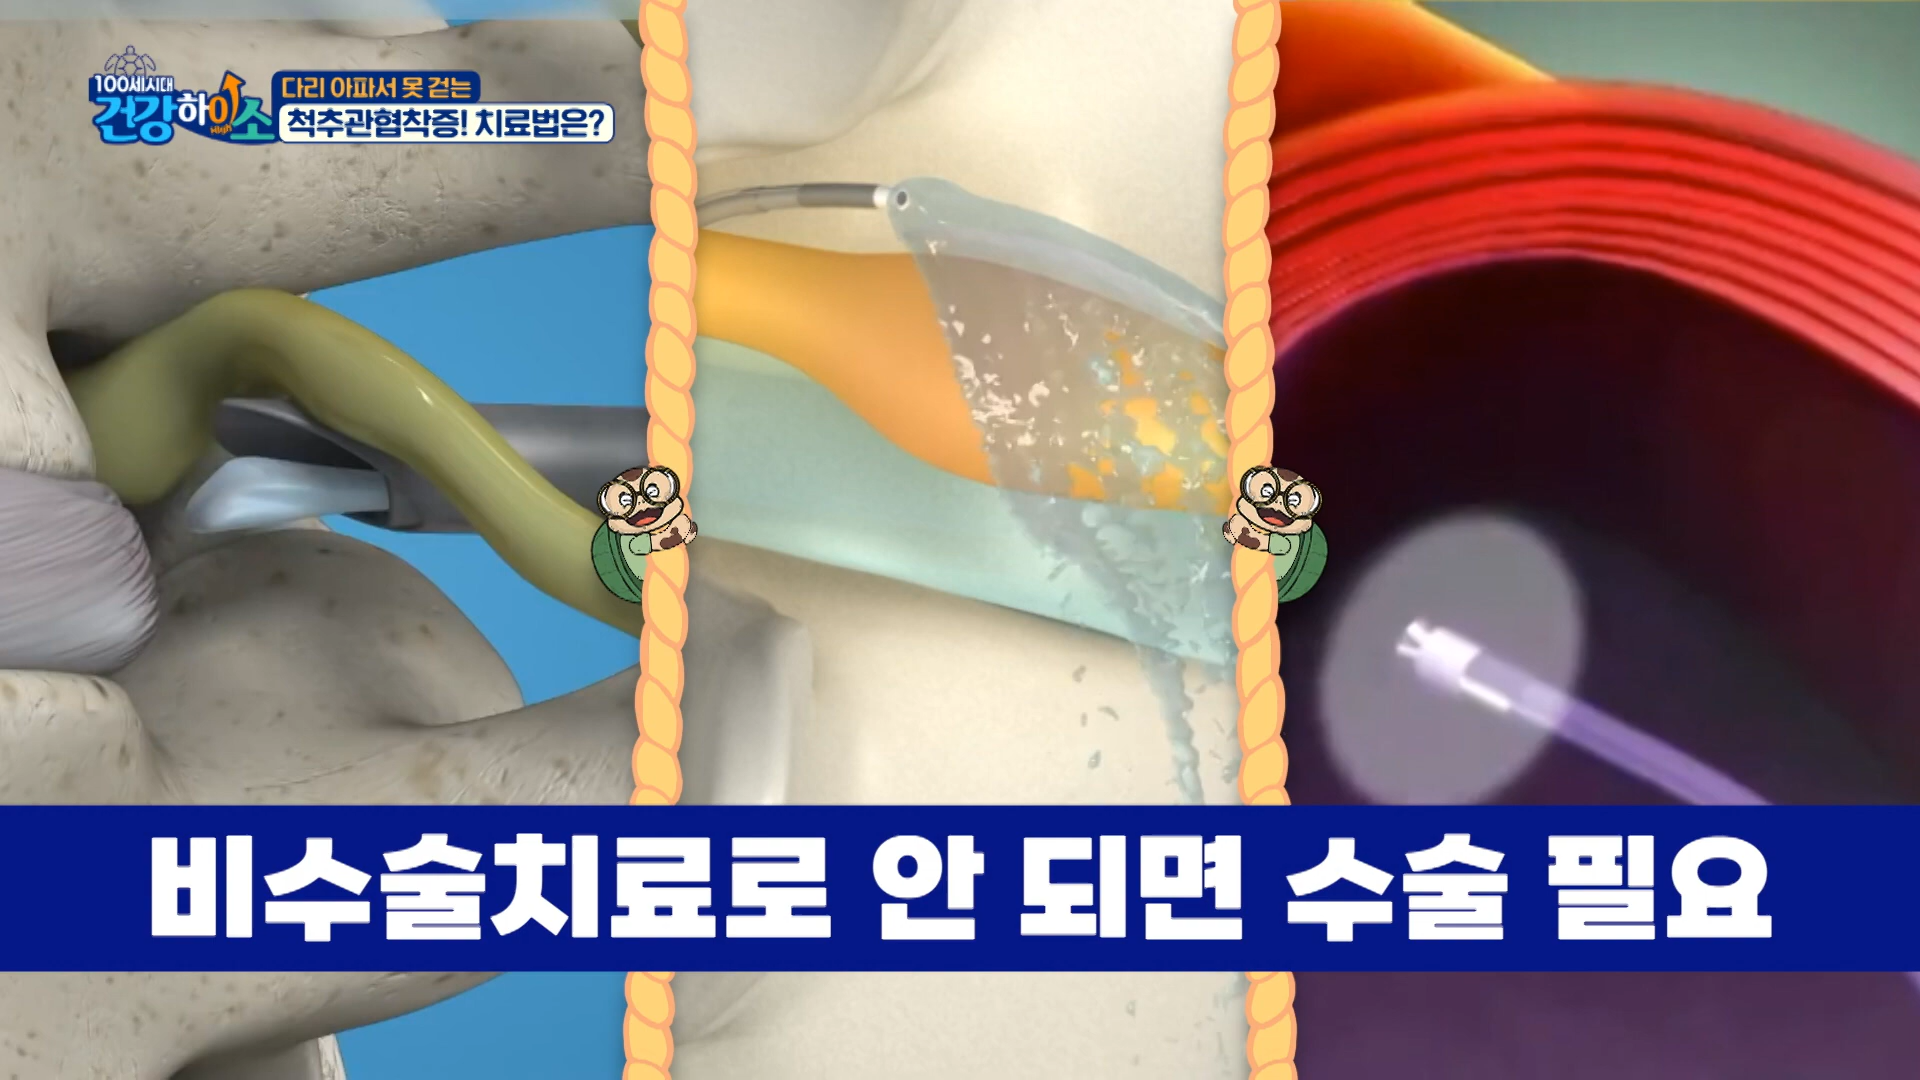 100세시대
건강하이소
High
다리 아파서 못 걷는
척추관협착증! 치료법은?
비수술치료로 안 되면 수술 필요